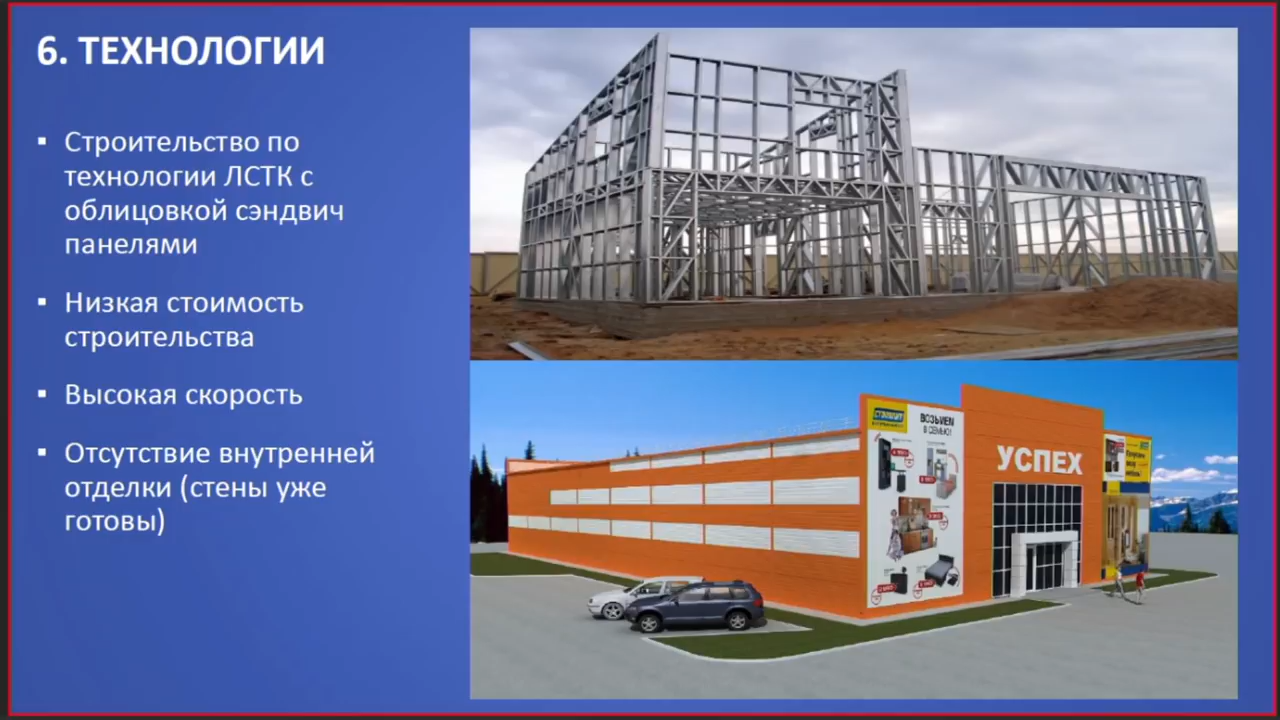 6. ТЕХНОЛОГИИ
▪ Строительство по
технологии ЛСТК с
облицовкой сэндвич
панелями
▪ Низкая стоимость
строительства
▪ Высокая скорость
▪ Отсутствие внутренней
отделки (стены уже
готовы)
ВОЗЬМЕМ
В СЕМЬЮ!
УСПЕХ